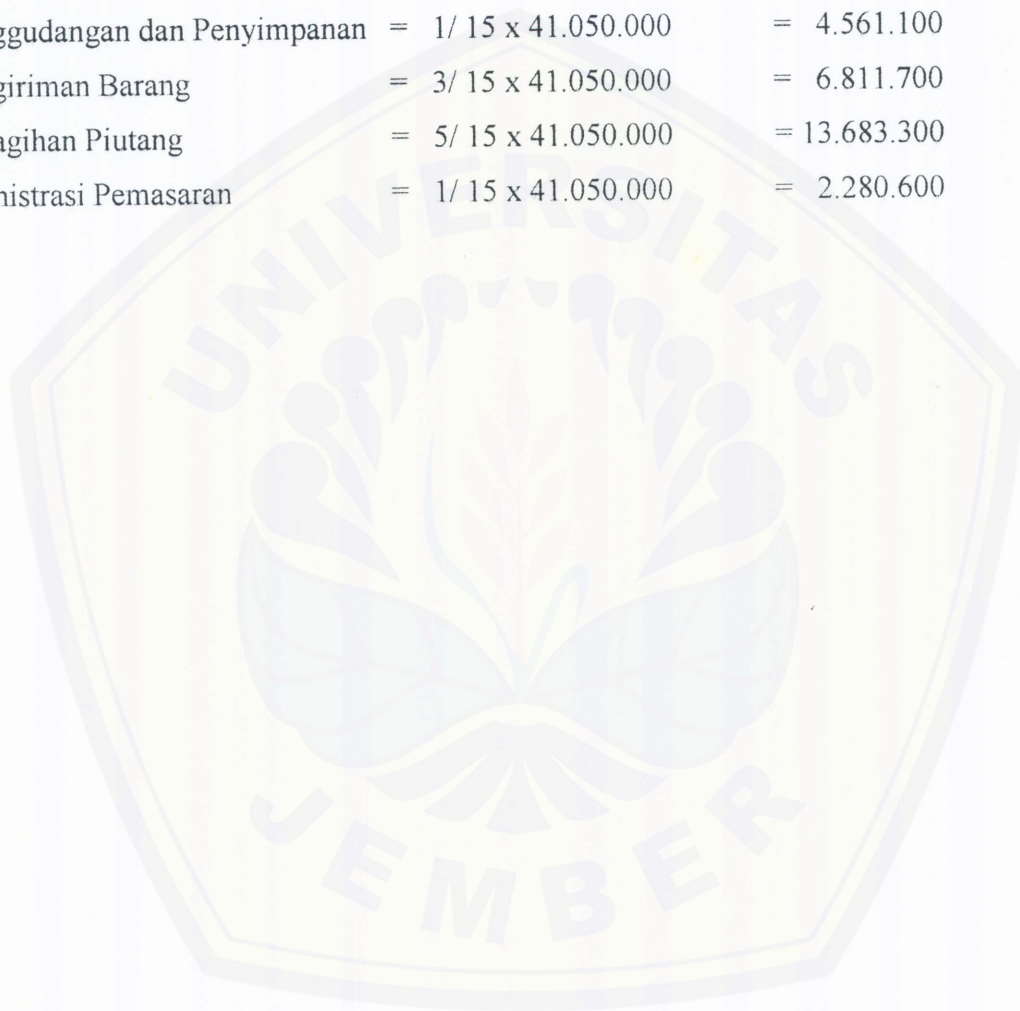 ggudangan dan Penyimpanan = 1/ 15 x 41.050.000 = 4.561.100
giriman Barang = 3/ 15 x 41.050.000 = 6.811.700
agihan Piutang = 5/ 15 x 41.050.000 = 13.683.300
nistrasi Pemasaran = 1/ 15 x 41.050.000 = 2.280.600
UNIVERSITAS
JEMBER